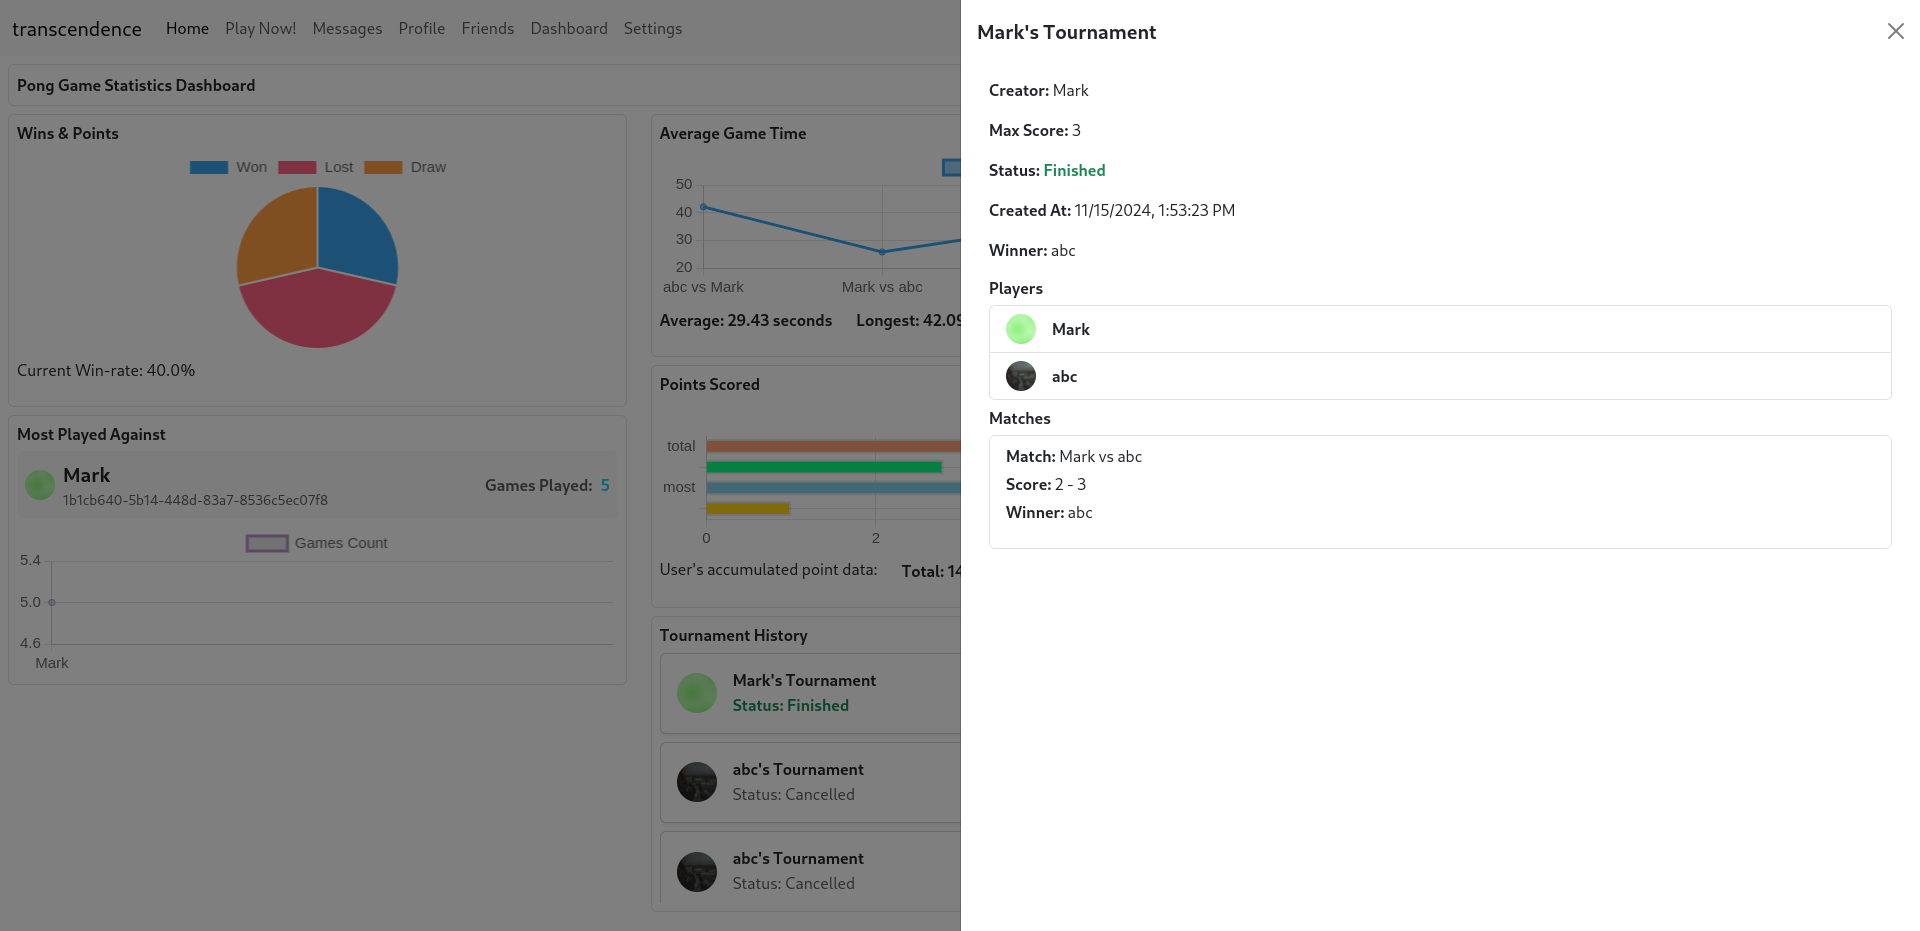 transcendence Home Play Now! Messages Profile Friends Dashboard Settings
Pong Game Statistics Dashboard
Wins & Points
Won Lost Draw
Current Win-rate: 40.0%
Most Played Against
Mark
1b1cb640-5b14-448d-83a7-8536c5ec07f8
Games Played: 5
Games Count
5.4
5.0
4.6
Mark
Average Game Time
50
40
30
20
abc vs Mark Mark vs abc
Average: 29.43 seconds Longest: 42.09
Points Scored
total
most
0 2
User's accumulated point data: Total: 14
Tournament History
Mark's Tournament
Status: Finished
abc's Tournament
Status: Cancelled
abc's Tournament
Status: Cancelled
Mark's Tournament
Creator: Mark
Max Score: 3
Status: Finished
Created At: 11/15/2024, 1:53:23 PM
Winner: abc
Players
Mark
abc
Matches
Match: Mark vs abc
Score: 2 - 3
Winner: abc